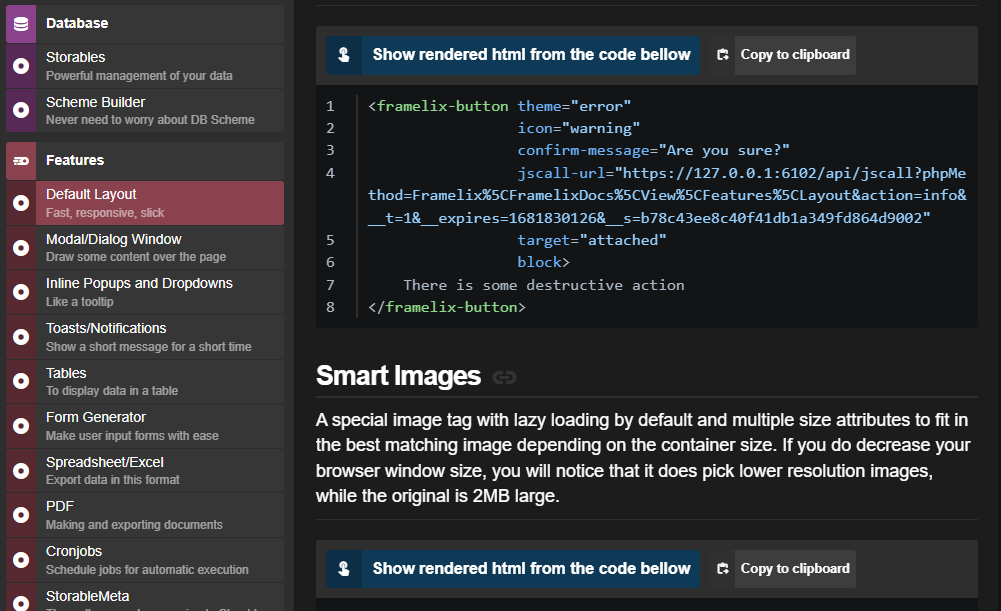 Database
Storables
Powerful management of your data
Scheme Builder
Never need to worry about DB Scheme
Features
Default Layout
Fast, responsive, slick
Modal/Dialog Window
Draw some content over the page
Inline Popups and Dropdowns
Like a tooltip
Toasts/Notifications
Show a short message for a short time
Tables
To display data in a table
Form Generator
Make user input forms with ease
Spreadsheet/Excel
Export data in this format
PDF
Making and exporting documents
Cronjobs
Schedule jobs for automatic execution
StorableMeta
Show rendered html from the code bellow
Copy to clipboard
1 <framelix-button theme="error"
2 icon="warning"
3 confirm-message="Are you sure?"
4 jscall-url="https://127.0.0.1:6102/api/jscall?phpMe
thod=Framelix%5CFramelixDocs%5CView%5CFeatures%5CLayout&action=info&
__t=1&__expires=1681830126&__s=b78c43ee8c40f41db1a349fd864d9002"
5 target="attached"
6 block>
7 There is some destructive action
8 </framelix-button>
Smart Images
A special image tag with lazy loading by default and multiple size attributes to fit in
the best matching image depending on the container size. If you do decrease your
browser window size, you will notice that it does pick lower resolution images,
while the original is 2MB large.
Show rendered html from the code bellow
Copy to clipboard